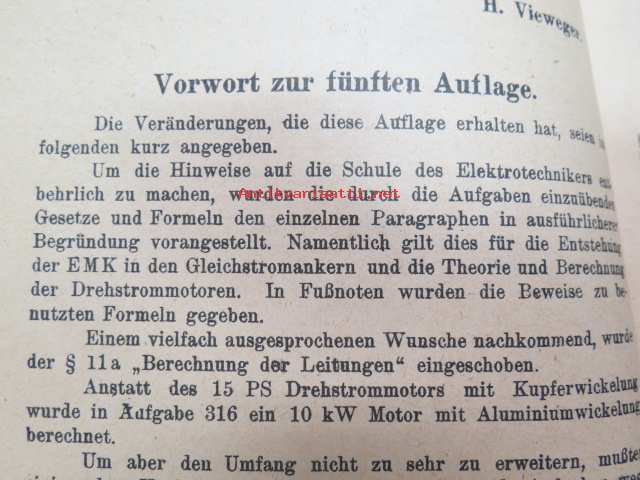 H. Vieweger.
Vorwort zur fünften Auflage.
Die Veränderungen, die diese Auflage erhalten hat, seien
folgenden kurz angegeben.
Um die Hinweise auf die Schule des Elektrotechnikers ent
behrlich zu machen, wurden die durch die Aufgaben einzuübenden
Gesetze und Formeln den einzelnen Paragraphen in ausführlicherer
Begründung vorangestellt. Namentlich gilt dies für die Entstehung
der EMK in den Gleichstromankern und die Theorie und Berechnung
der Drehstrommotoren. In Fußnoten wurden die Beweise zu be-
nutzten Formeln gegeben.
Einem vielfach ausgesprochenen Wunsche nachkommend, wurde
der § 11a „Berechnung der Leitungen“ eingeschoben.
Anstatt des 15 PS Drehstrommotors mit Kupferwickelung
wurde in Aufgabe 316 ein 10 kW Motor mit Aluminiumwickelung
berechnet.
Um aber den Umfang nicht zu sehr zu erweitern, mußten